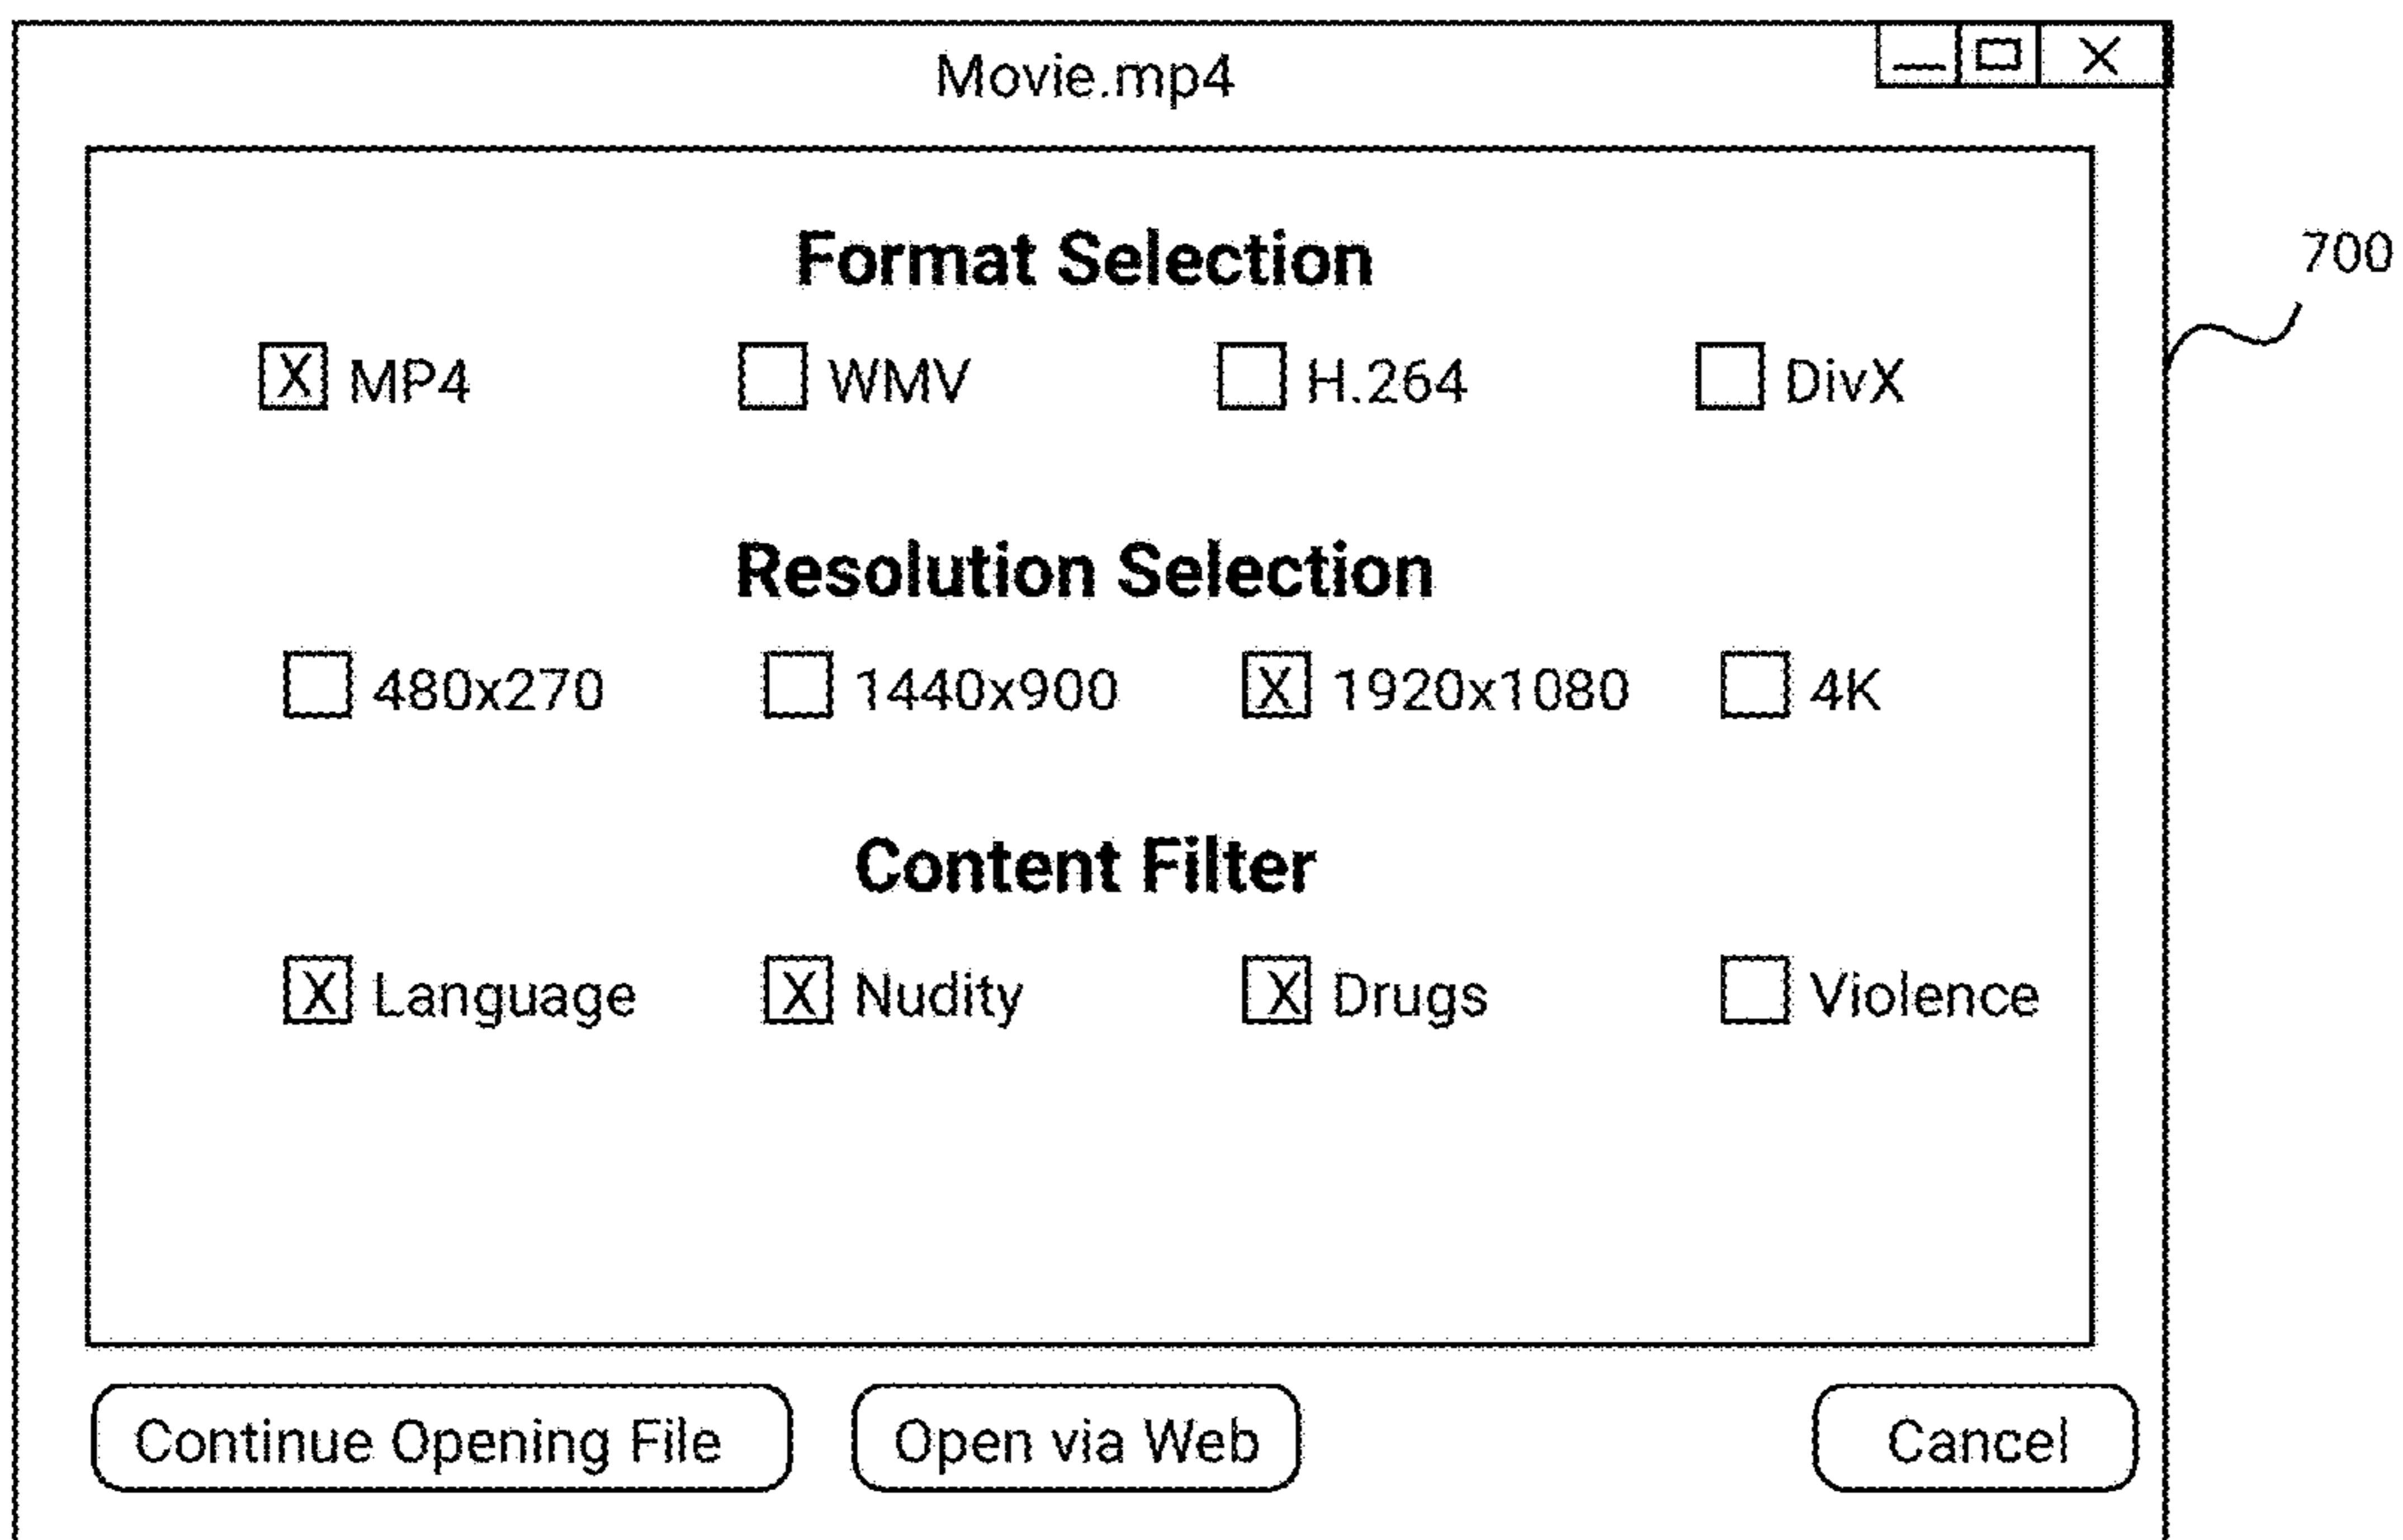 Movie.mp4
Format Selection
X MP4 WMV H.264 DivX
700
Resolution Selection
480x270 1440x900 X 1920x1080 4K
Content Filter
X Language X Nudity X Drugs Violence
Continue Opening File Open via Web Cancel